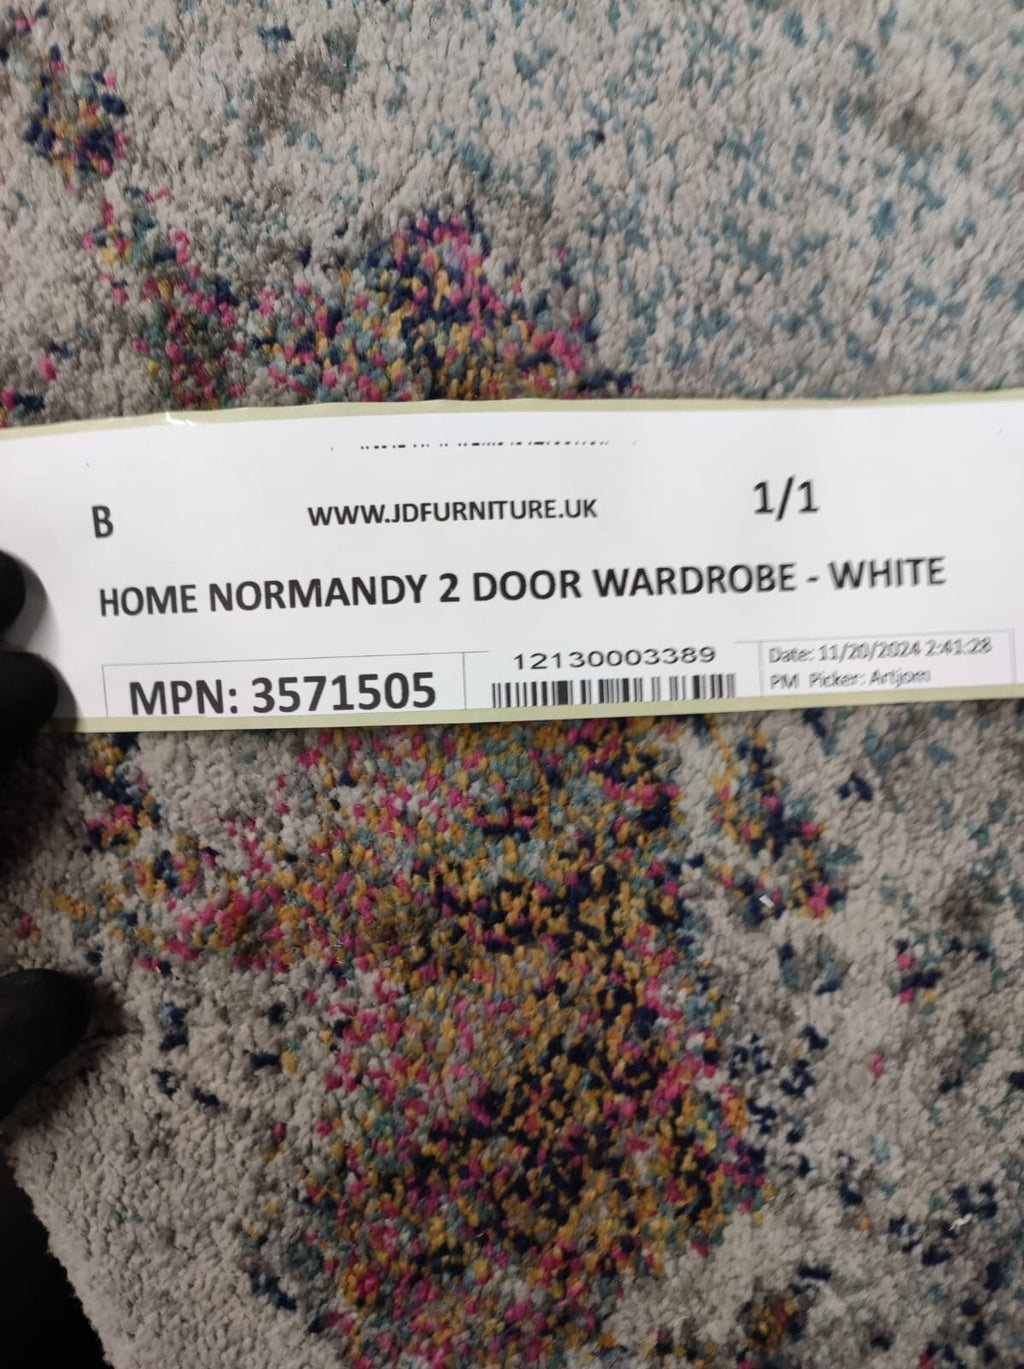 B WWW.JDFURNITURE.UK 1/1
HOME NORMANDY 2 DOOR WARDROBE - WHITE
MPN: 3571505
12130003389
Date: 11/20/2024 2:41:28
PM Picker: Artjom